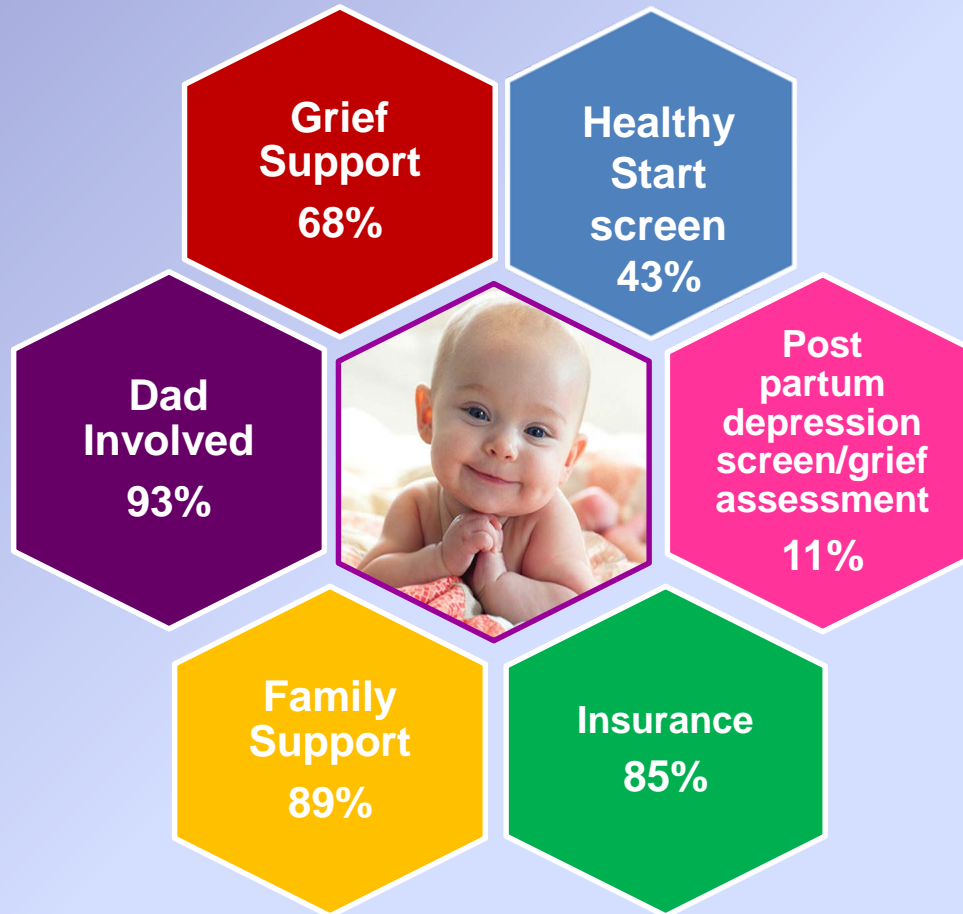 Grief
Support
68%
Healthy
Start
screen
43%
Dad
Involved
93%
Post
partum
depression
screen/grief
assessment
11%
Family
Support
89%
Insurance
85%